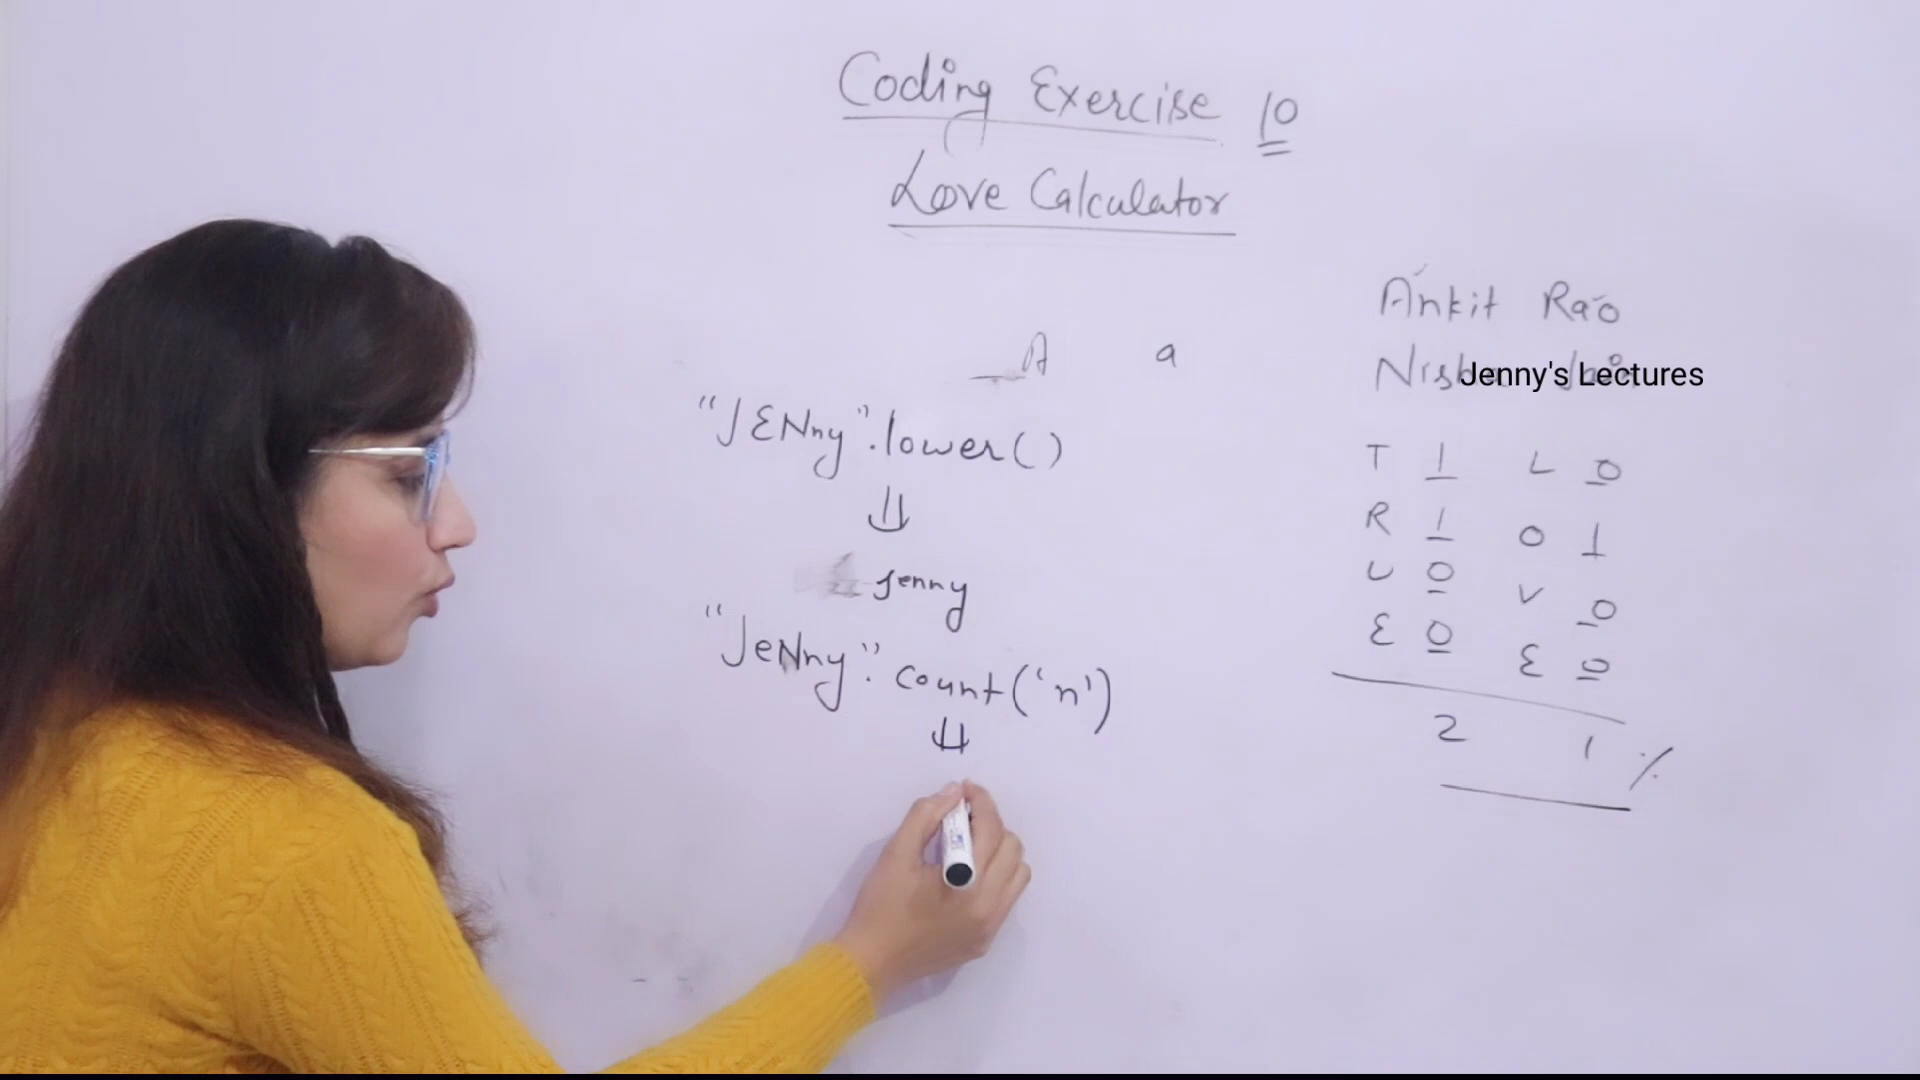 Coding Exercise 10
Love Calculator
A a
"JENny".lower()
⇓
jenny
"JeNny".count('n')
⇓
Ankit Rao
Jenny's Lectures
T 1 L 0
R 1 O 1
U 0 V 0
E 0 E 0
2 1 %